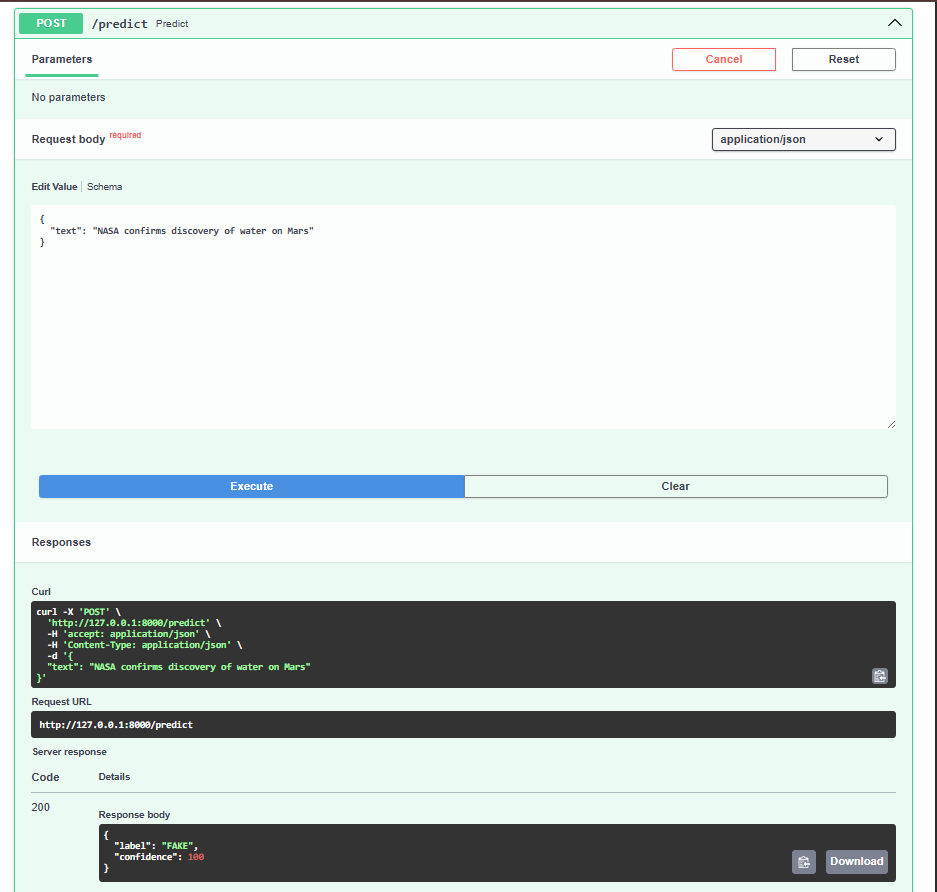 POST /predict Predict
Parameters
Cancel
Reset
No parameters
Request body required
application/json
Edit Value | Schema
{
  "text": "NASA confirms discovery of water on Mars"
}
Execute
Clear
Responses
Curl
curl -X 'POST' \
  'http://127.0.0.1:8000/predict' \
  -H 'accept: application/json' \
  -H 'Content-Type: application/json' \
  -d '{
  "text": "NASA confirms discovery of water on Mars"
}'
Request URL
http://127.0.0.1:8000/predict
Server response
Code Details
200
Response body
{
  "label": "FAKE",
  "confidence": 100
}
Download